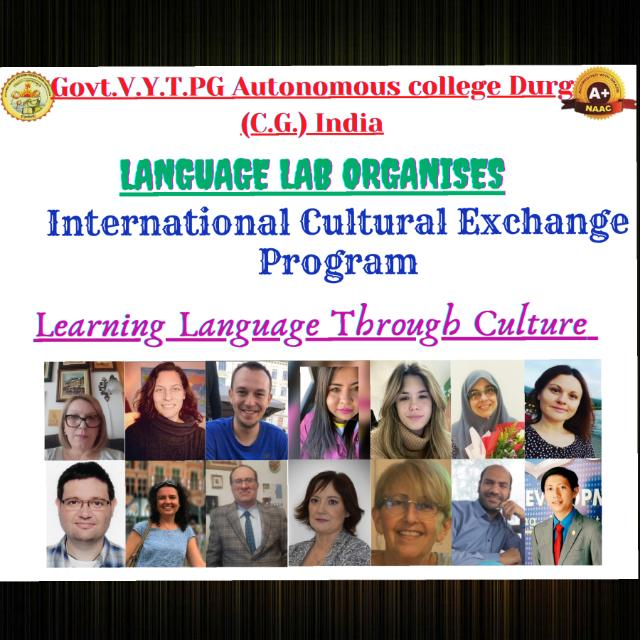 Govt.V.Y.T.PG Autonomous college Durg
(C.G.) India
A+
NAAC
LANGUAGE LAB ORGANISES
International Cultural Exchange
Program
Learning Language Through Culture